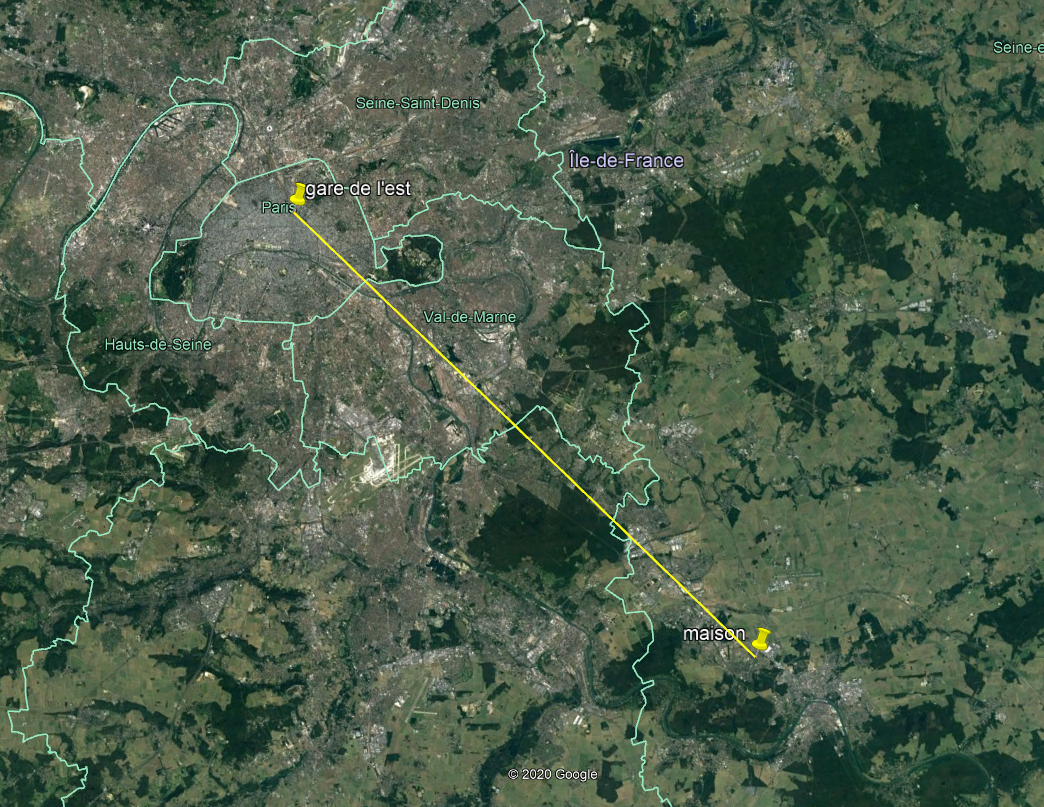 Seine-e
Seine-Saint-Denis
Île-de-France
gare de l'est
Paris
Val-de-Marne
Hauts-de-Seine
maison
© 2020 Google